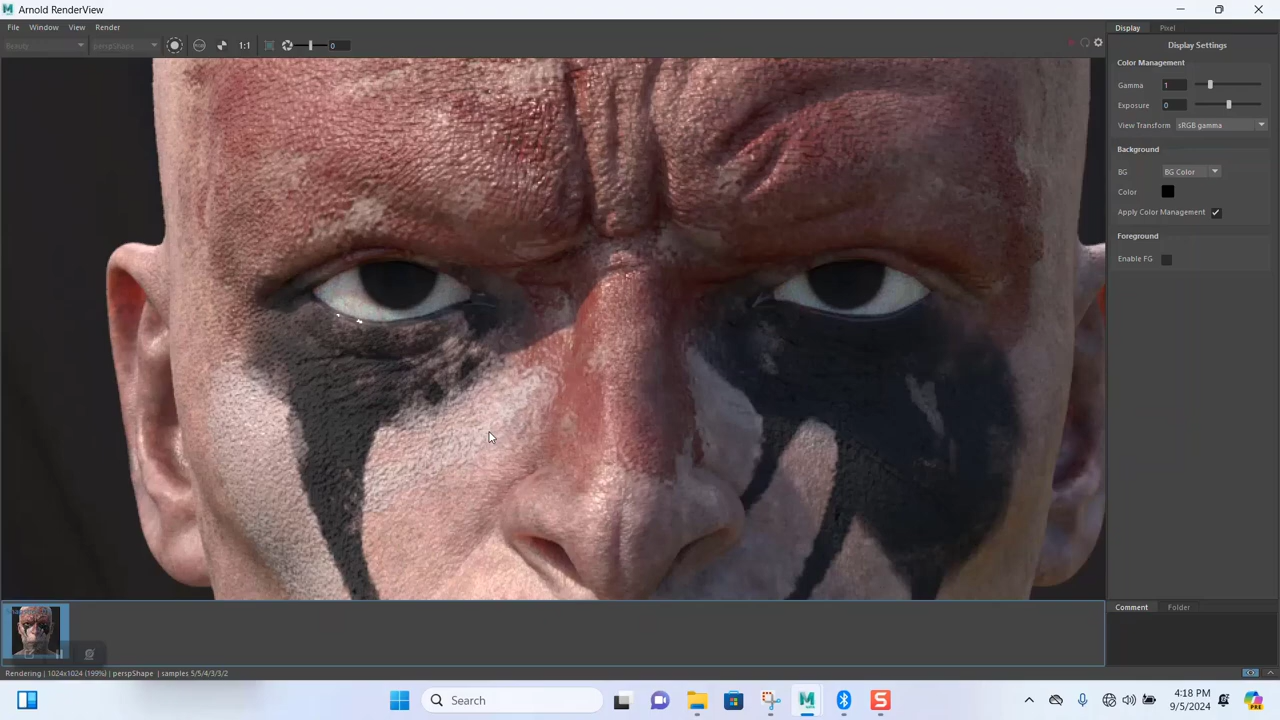 Arnold RenderView
File Window View Render
Beauty perspShape 1:1 0
Display Pixel
Display Settings
Color Management
Gamma 1
Exposure 0
View Transform sRGB gamma
Background
BG BG Color
Color
Apply Color Management
Foreground
Enable FG
Comment Folder
Rendering | 1024x1024 (199%) | perspShape | samples 5/5/4/3/3/2
Search
4:18 PM
9/5/2024